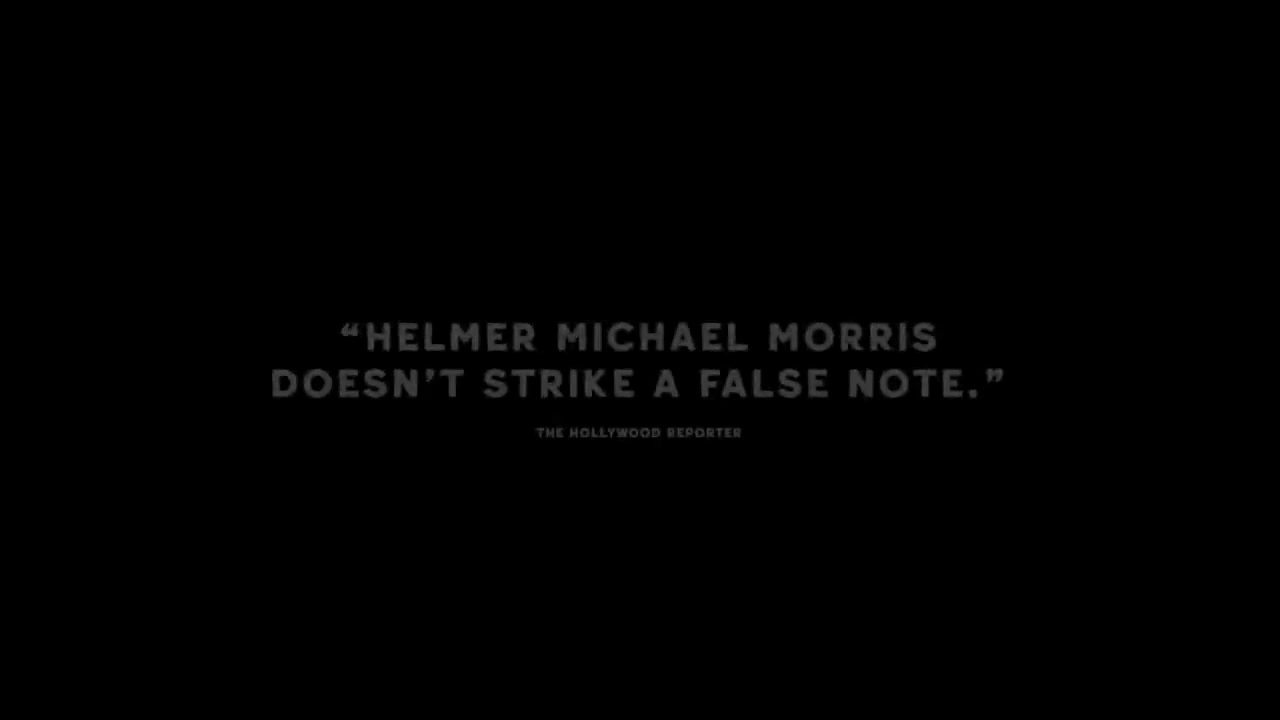 “HELMER MICHAEL MORRIS
DOESN’T STRIKE A FALSE NOTE.”
THE HOLLYWOOD REPORTER